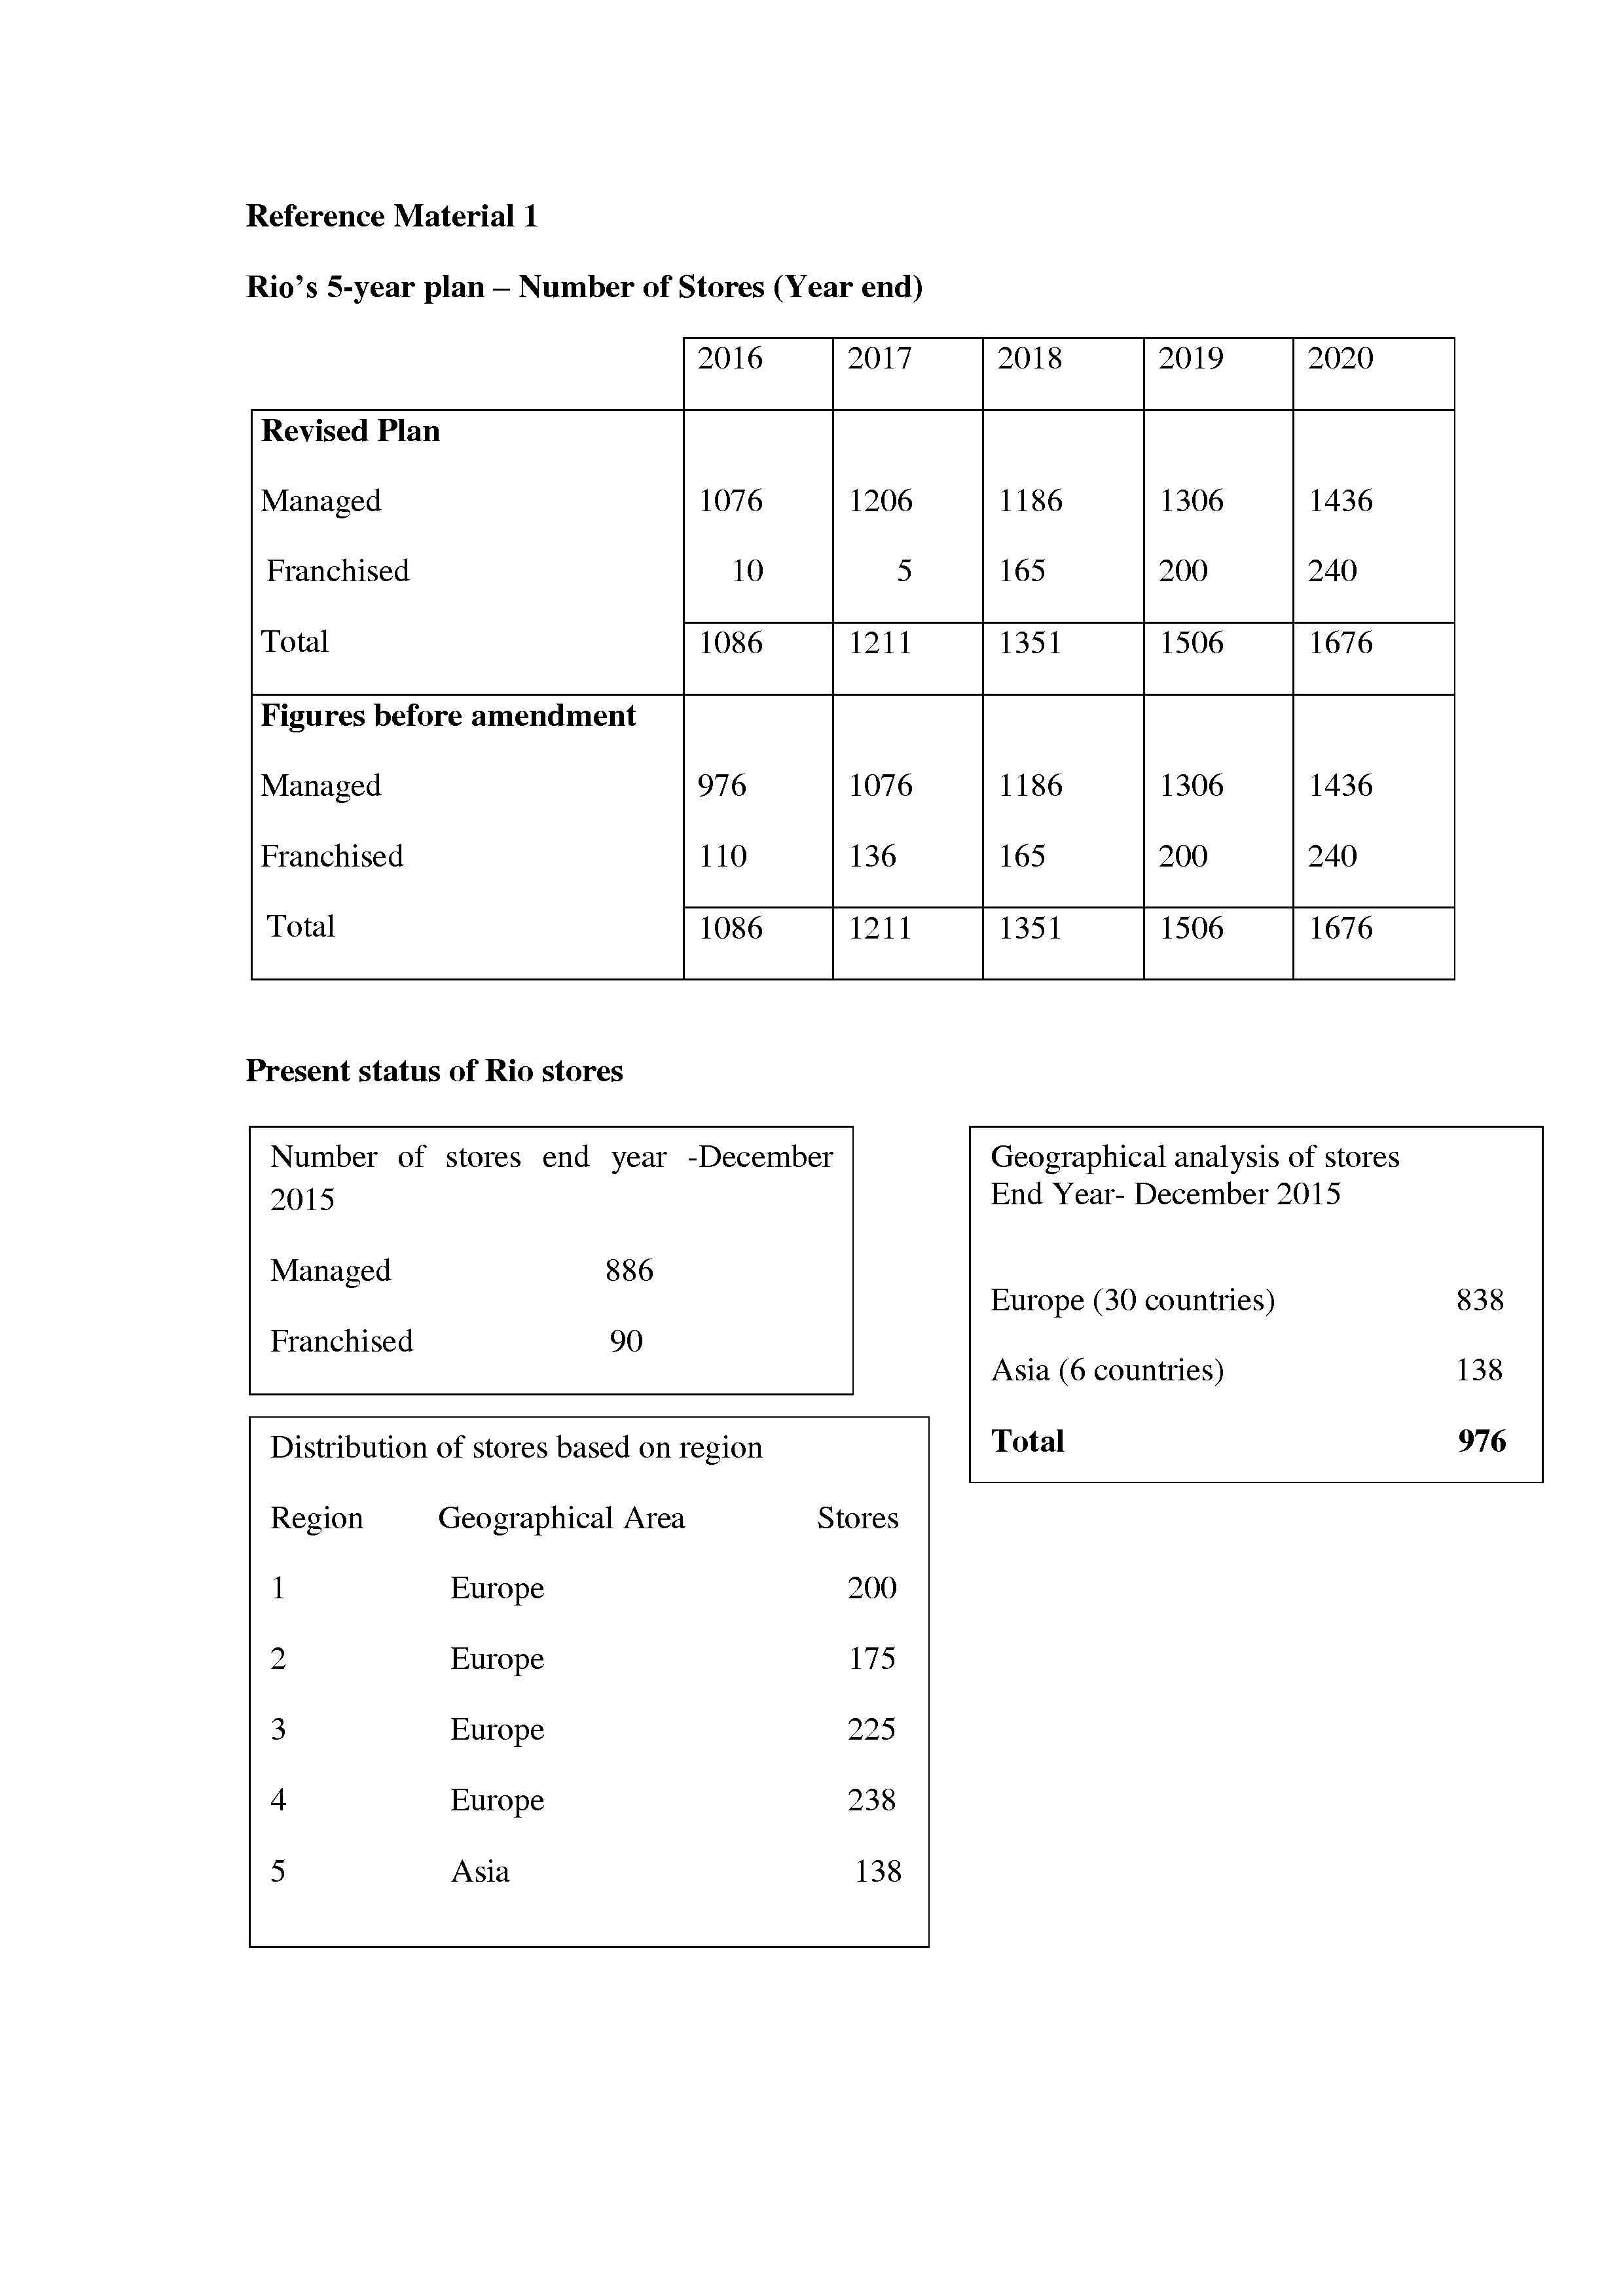 Reference Material 1
Rio’s 5-year plan – Number of Stores (Year end)
2016 2017 2018 2019 2020
Revised Plan
Managed 1076 1206 1186 1306 1436
Franchised 10 5 165 200 240
Total 1086 1211 1351 1506 1676
Figures before amendment
Managed 976 1076 1186 1306 1436
Franchised 110 136 165 200 240
Total 1086 1211 1351 1506 1676
Present status of Rio stores
Number of stores end year -December
2015
Managed 886
Franchised 90
Geographical analysis of stores
End Year- December 2015
Europe (30 countries) 838
Asia (6 countries) 138
Total 976
Distribution of stores based on region
Region Geographical Area Stores
1 Europe 200
2 Europe 175
3 Europe 225
4 Europe 238
5 Asia 138